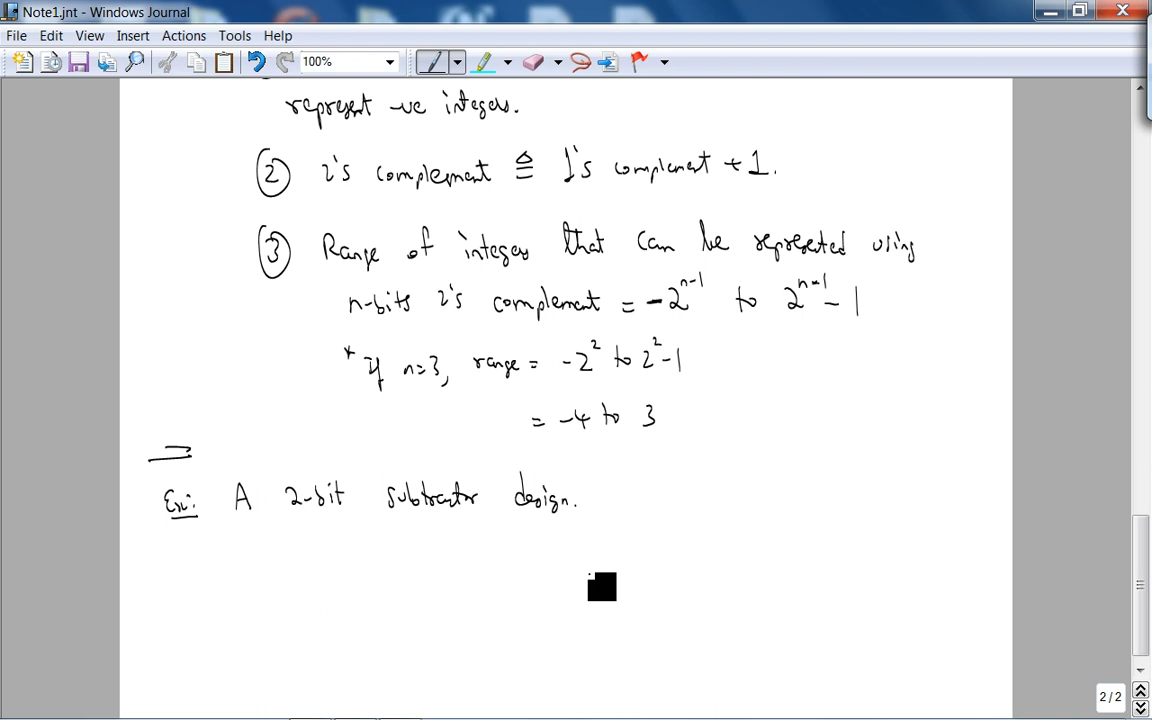 Note1.jnt - Windows Journal
File Edit View Insert Actions Tools Help
100%
represent -ve integers.
② 2's complement ≜ 1's complement + 1.
③ Range of integers that can be represented using
n-bits 2's complement = -2^{n-1} to 2^{n-1} - 1
* If n=3, range = -2^2 to 2^2 - 1
= -4 to 3
Ex: A 2-bit subtractor design.
2 / 2